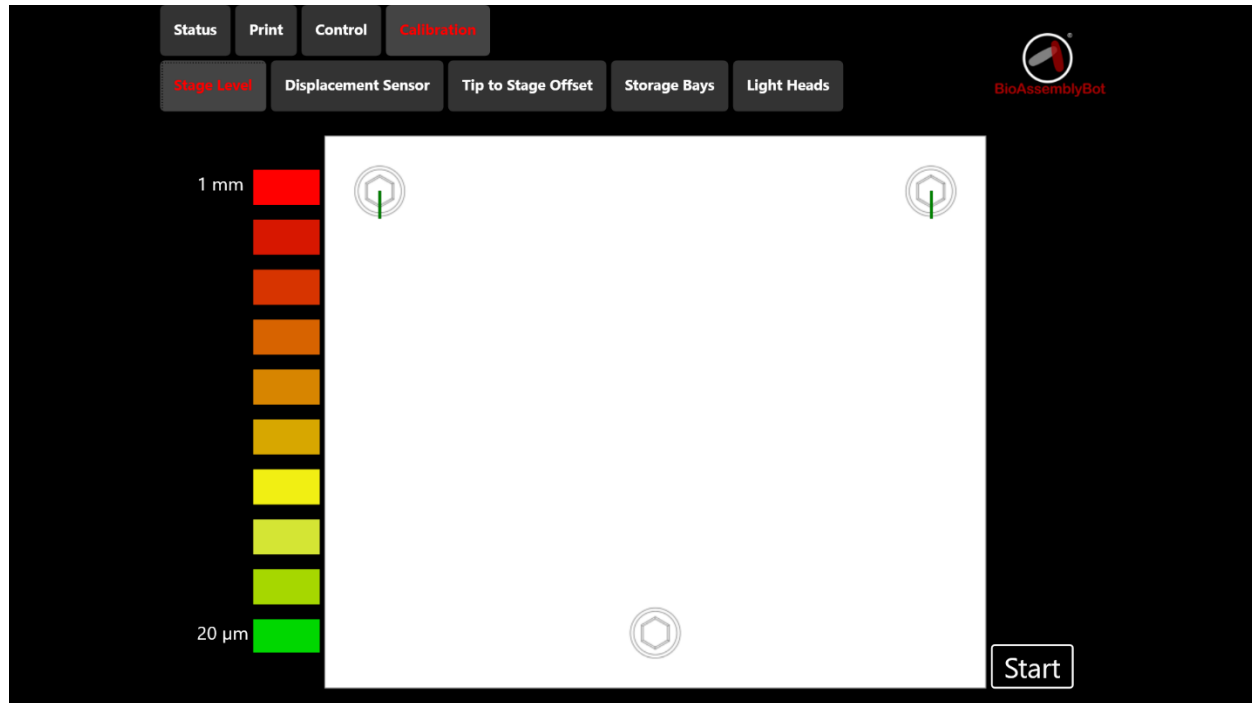 Status Print Control Calibration
Stage Level Displacement Sensor Tip to Stage Offset Storage Bays Light Heads
®
BioAssemblyBot
1 mm
20 µm
Start